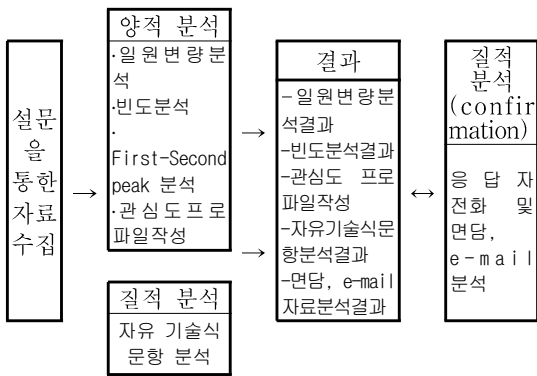 설문
을
통한
자료
수집
→
양적 분석
·일원변량분
석
·빈도분석
·
First-Second
peak 분석
·관심도프로
파일작성
질적 분석
자유 기술식
문항 분석
→
→
결과
-일원변량분
석결과
-빈도분석결과
-관심도 프로
파일작성
-자유기술식문
항분석결과
-면담, e-mail
자료분석결과
↔
질적
분석
(confir
mation)
응답자
전화 및
면담,
e-mail
분석